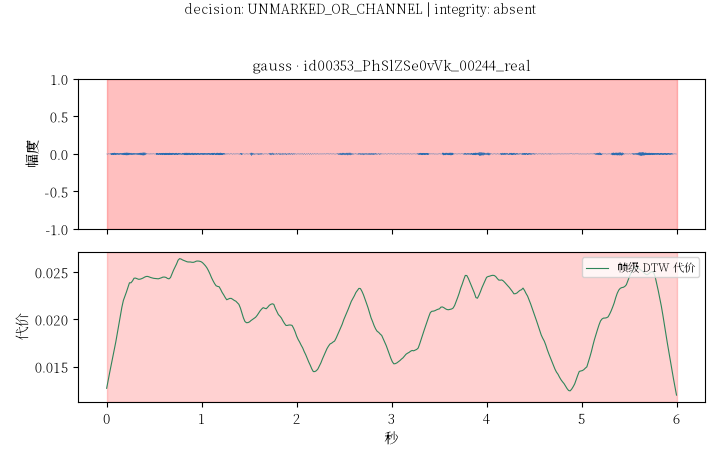 decision: UNMARKED_OR_CHANNEL | integrity: absent
gauss · id00353_PhSlZSe0vVk_00244_real
1.0
0.5
0.0
-0.5
-1.0
幅度
帧级 DTW 代价
0.025
0.020
0.015
代价
0
1
2
3
4
5
6
秒